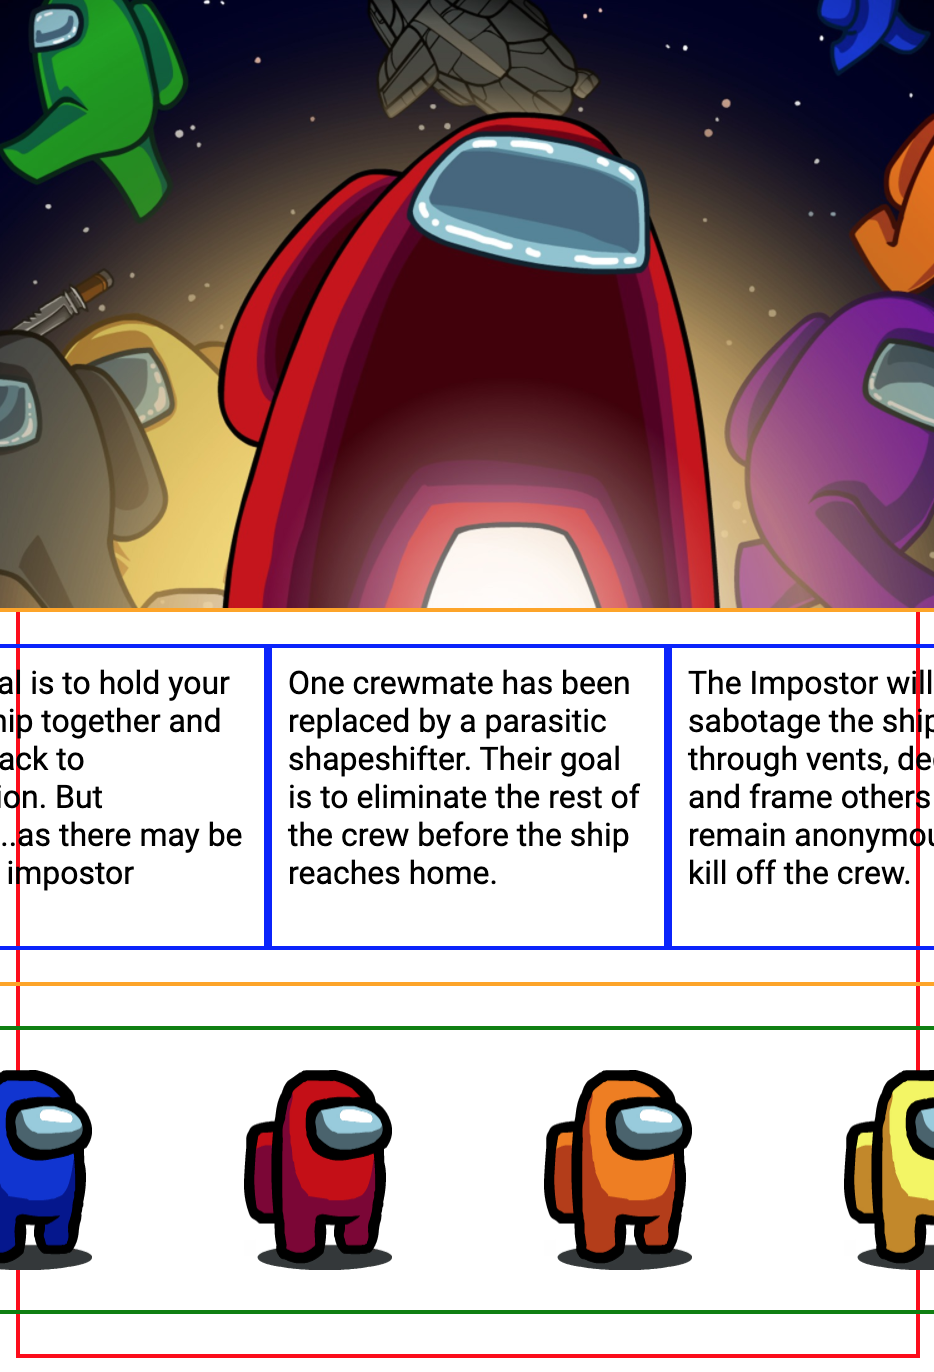 al is to hold your
hip together and
ack to
ion. But
...as there may be
impostor
One crewmate has been
replaced by a parasitic
shapeshifter. Their goal
is to eliminate the rest of
the crew before the ship
reaches home.
The Impostor will
sabotage the ship
through vents, de
and frame others
remain anonymou
kill off the crew.